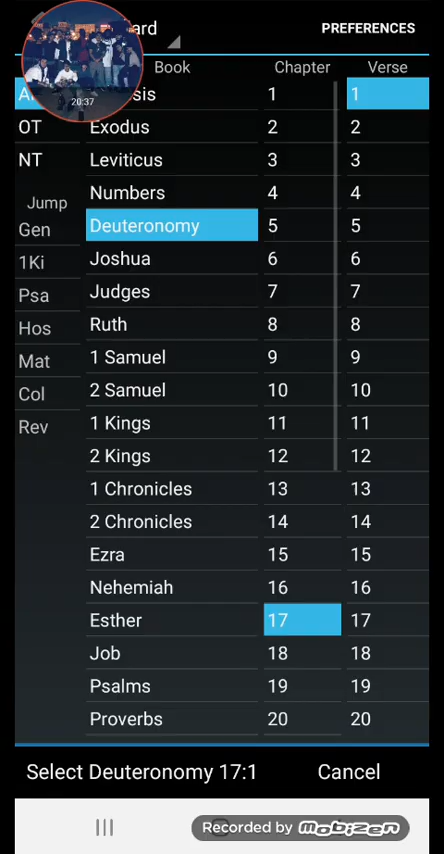 ard
PREFERENCES
Book Chapter Verse
A sis 1 1
OT Exodus 2 2
NT Leviticus 3 3
Numbers 4 4
Jump
Gen Deuteronomy 5 5
1Ki Joshua 6 6
Psa Judges 7 7
Hos Ruth 8 8
Mat 1 Samuel 9 9
Col 2 Samuel 10 10
Rev 1 Kings 11 11
2 Kings 12 12
1 Chronicles 13 13
2 Chronicles 14 14
Ezra 15 15
Nehemiah 16 16
Esther 17 17
Job 18 18
Psalms 19 19
Proverbs 20 20
20:37
Select Deuteronomy 17:1 Cancel
Recorded by mobizen